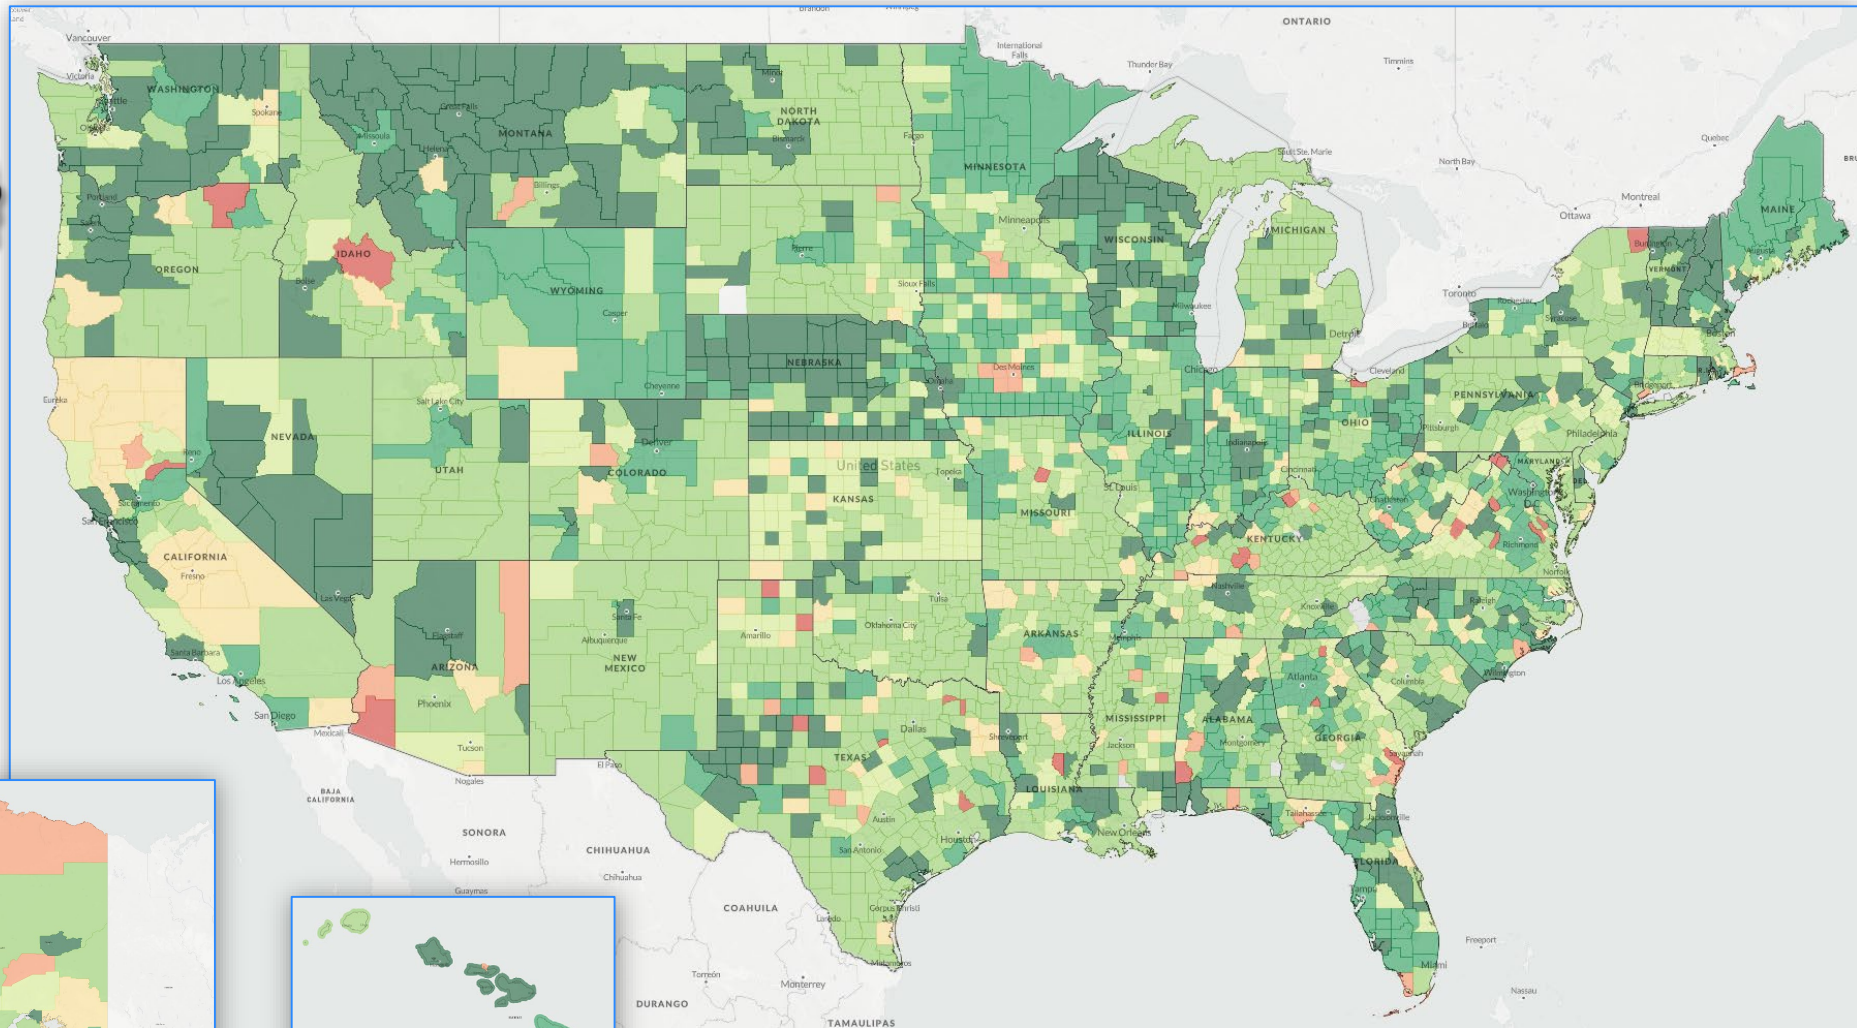 Vancouver
Victoria
WASHINGTON
Spokane
Portland
OREGON
Eureka
Reno
Sacramento
San Francisco
CALIFORNIA
Fresno
Santa Barbara
Los Angeles
San Diego
Mexicali
NEVADA
Las Vegas
IDAHO
Boise
Missoula
Great Falls
Helena
MONTANA
Billings
WYOMING
Casper
Cheyenne
Salt Lake City
UTAH
Denver
COLORADO
Flagstaff
ARIZONA
Phoenix
Tucson
Nogales
Santa Fe
Albuquerque
NEW
MEXICO
El Paso
Minot
NORTH
DAKOTA
Bismarck
Fargo
Pierre
Sioux Falls
NEBRASKA
Omaha
United States
Topeka
KANSAS
Tulsa
Oklahoma City
Amarillo
Dallas
TEXAS
Austin
Houston
San Antonio
Corpus Christi
Laredo
Matamoros
International
Falls
Thunder Bay
ONTARIO
Timmins
MINNESOTA
Minneapolis
WISCONSIN
Milwaukee
Des Moines
Chicago
ILLINOIS
St. Louis
MISSOURI
ARKANSAS
Memphis
Shreveport
LOUISIANA
New Orleans
MISSISSIPPI
Jackson
ALABAMA
Montgomery
Sault Ste. Marie
North Bay
MICHIGAN
Detroit
Indianapolis
Cincinnati
OHIO
Cleveland
KENTUCKY
Nashville
Knoxville
Atlanta
GEORGIA
Savannah
Columbia
Tallahassee
Jacksonville
FLORIDA
Tampa
Miami
Freeport
Nassau
Quebec
Montreal
Ottawa
Toronto
Rochester
Buffalo
Syracuse
Burlington
VERMONT
MAINE
Augusta
Boston
R.I.
Bridgeport
PENNSYLVANIA
Pittsburgh
Philadelphia
MARYLAND
DEL
Washington
D.C.
Charleston
Richmond
Norfolk
Raleigh
Wilmington
BAJA
CALIFORNIA
SONORA
Hermosillo
Guaymas
CHIHUAHUA
Chihuahua
COAHUILA
Torreón
Monterrey
DURANGO
TAMAULIPAS